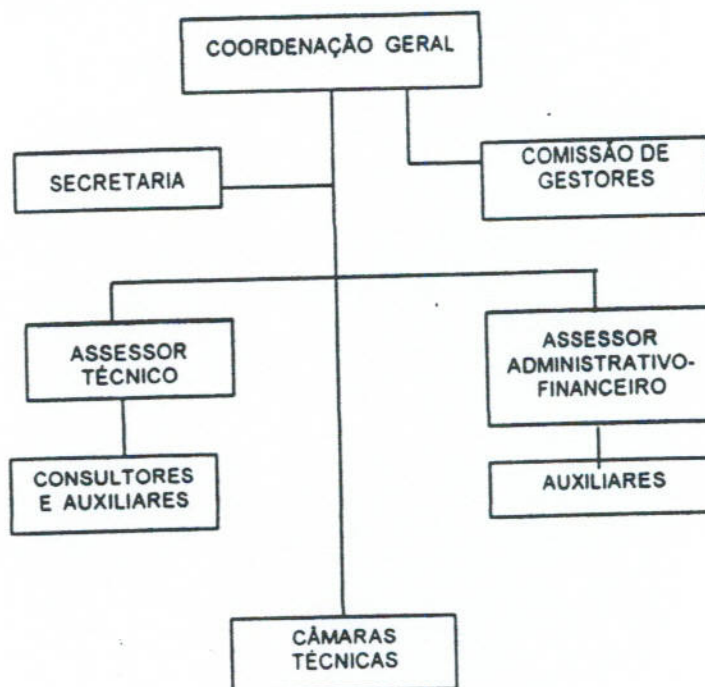 COORDENAÇÃO GERAL
SECRETARIA
COMISSÃO DE
GESTORES
ASSESSOR
TÉCNICO
ASSESSOR
ADMINISTRATIVO-
FINANCEIRO
CONSULTORES
E AUXILIARES
AUXILIARES
CÂMARAS
TÉCNICAS